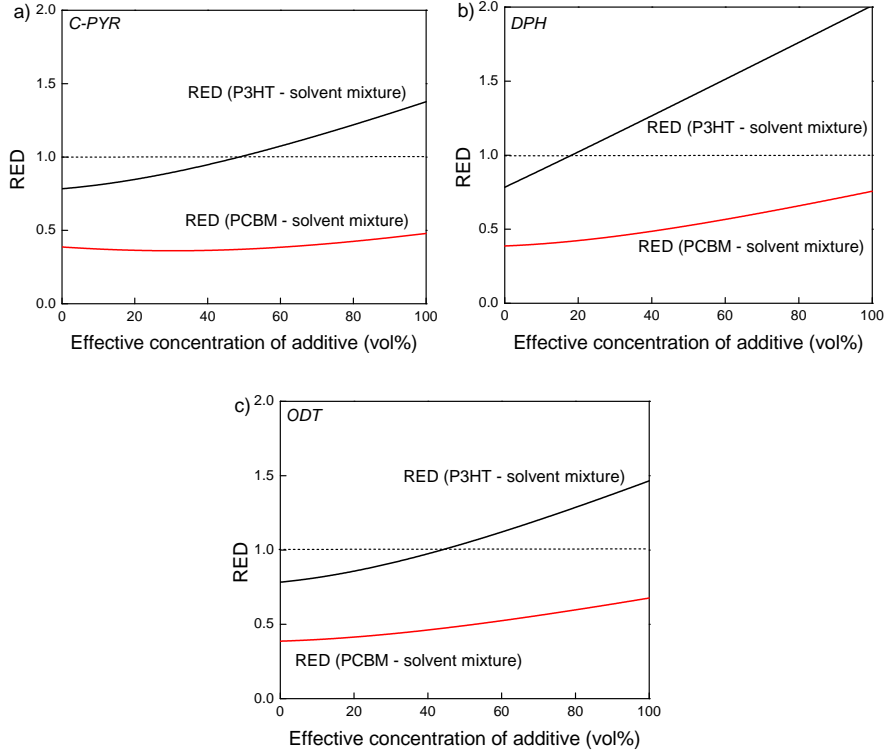 a)
C-PYR
2.0
1.5
1.0
0.5
0.0
RED
RED (P3HT - solvent mixture)
RED (PCBM - solvent mixture)
0 20 40 60 80 100
Effective concentration of additive (vol%)
b)
DPH
2.0
1.5
1.0
0.5
0.0
RED
RED (P3HT - solvent mixture)
RED (PCBM - solvent mixture)
0 20 40 60 80 100
Effective concentration of additive (vol%)
c)
ODT
2.0
1.5
1.0
0.5
0.0
RED
RED (P3HT - solvent mixture)
RED (PCBM - solvent mixture)
0 20 40 60 80 100
Effective concentration of additive (vol%)